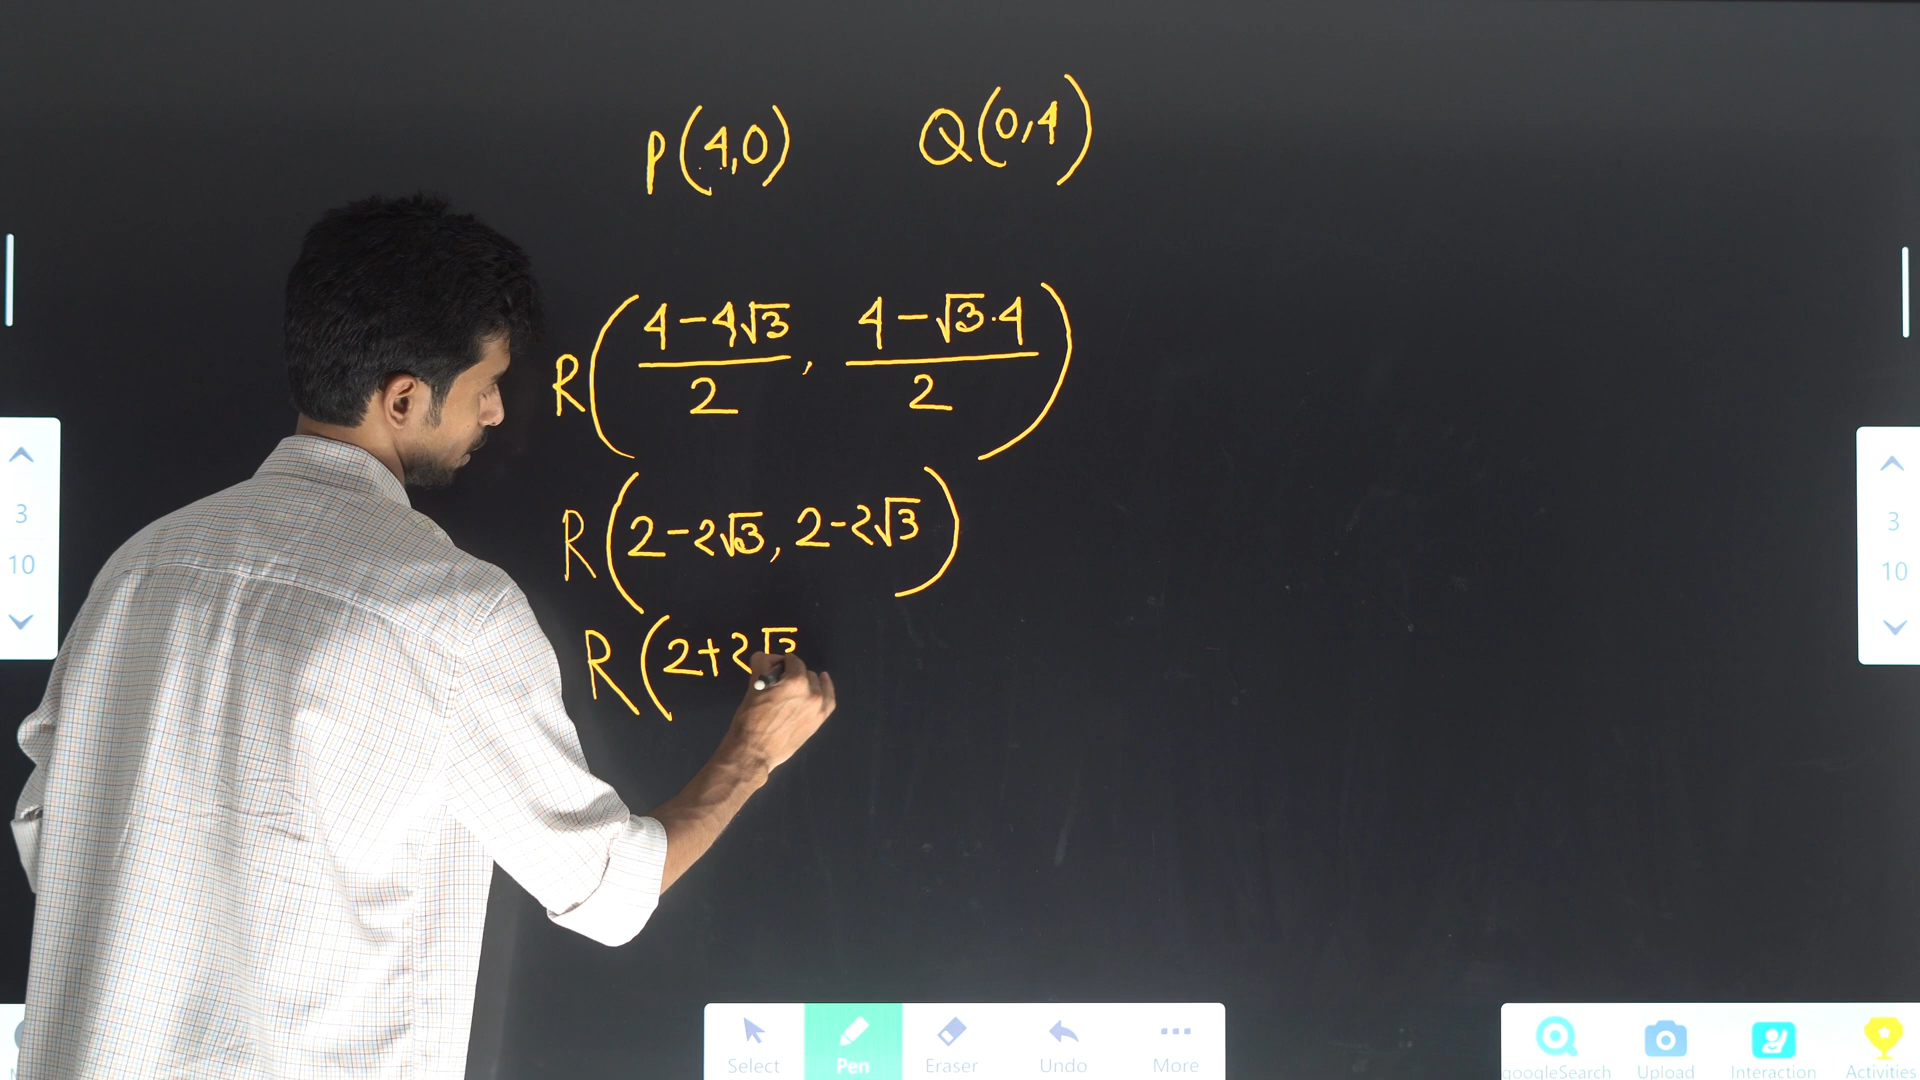 P(4,0) Q(0,4)
R((4-4√3)/2, (4-√3·4)/2)
R(2-2√3, 2-2√3)
R(2+2√3
3
10
3
10
Select Pen Eraser Undo More
googleSearch Upload Interaction Activities